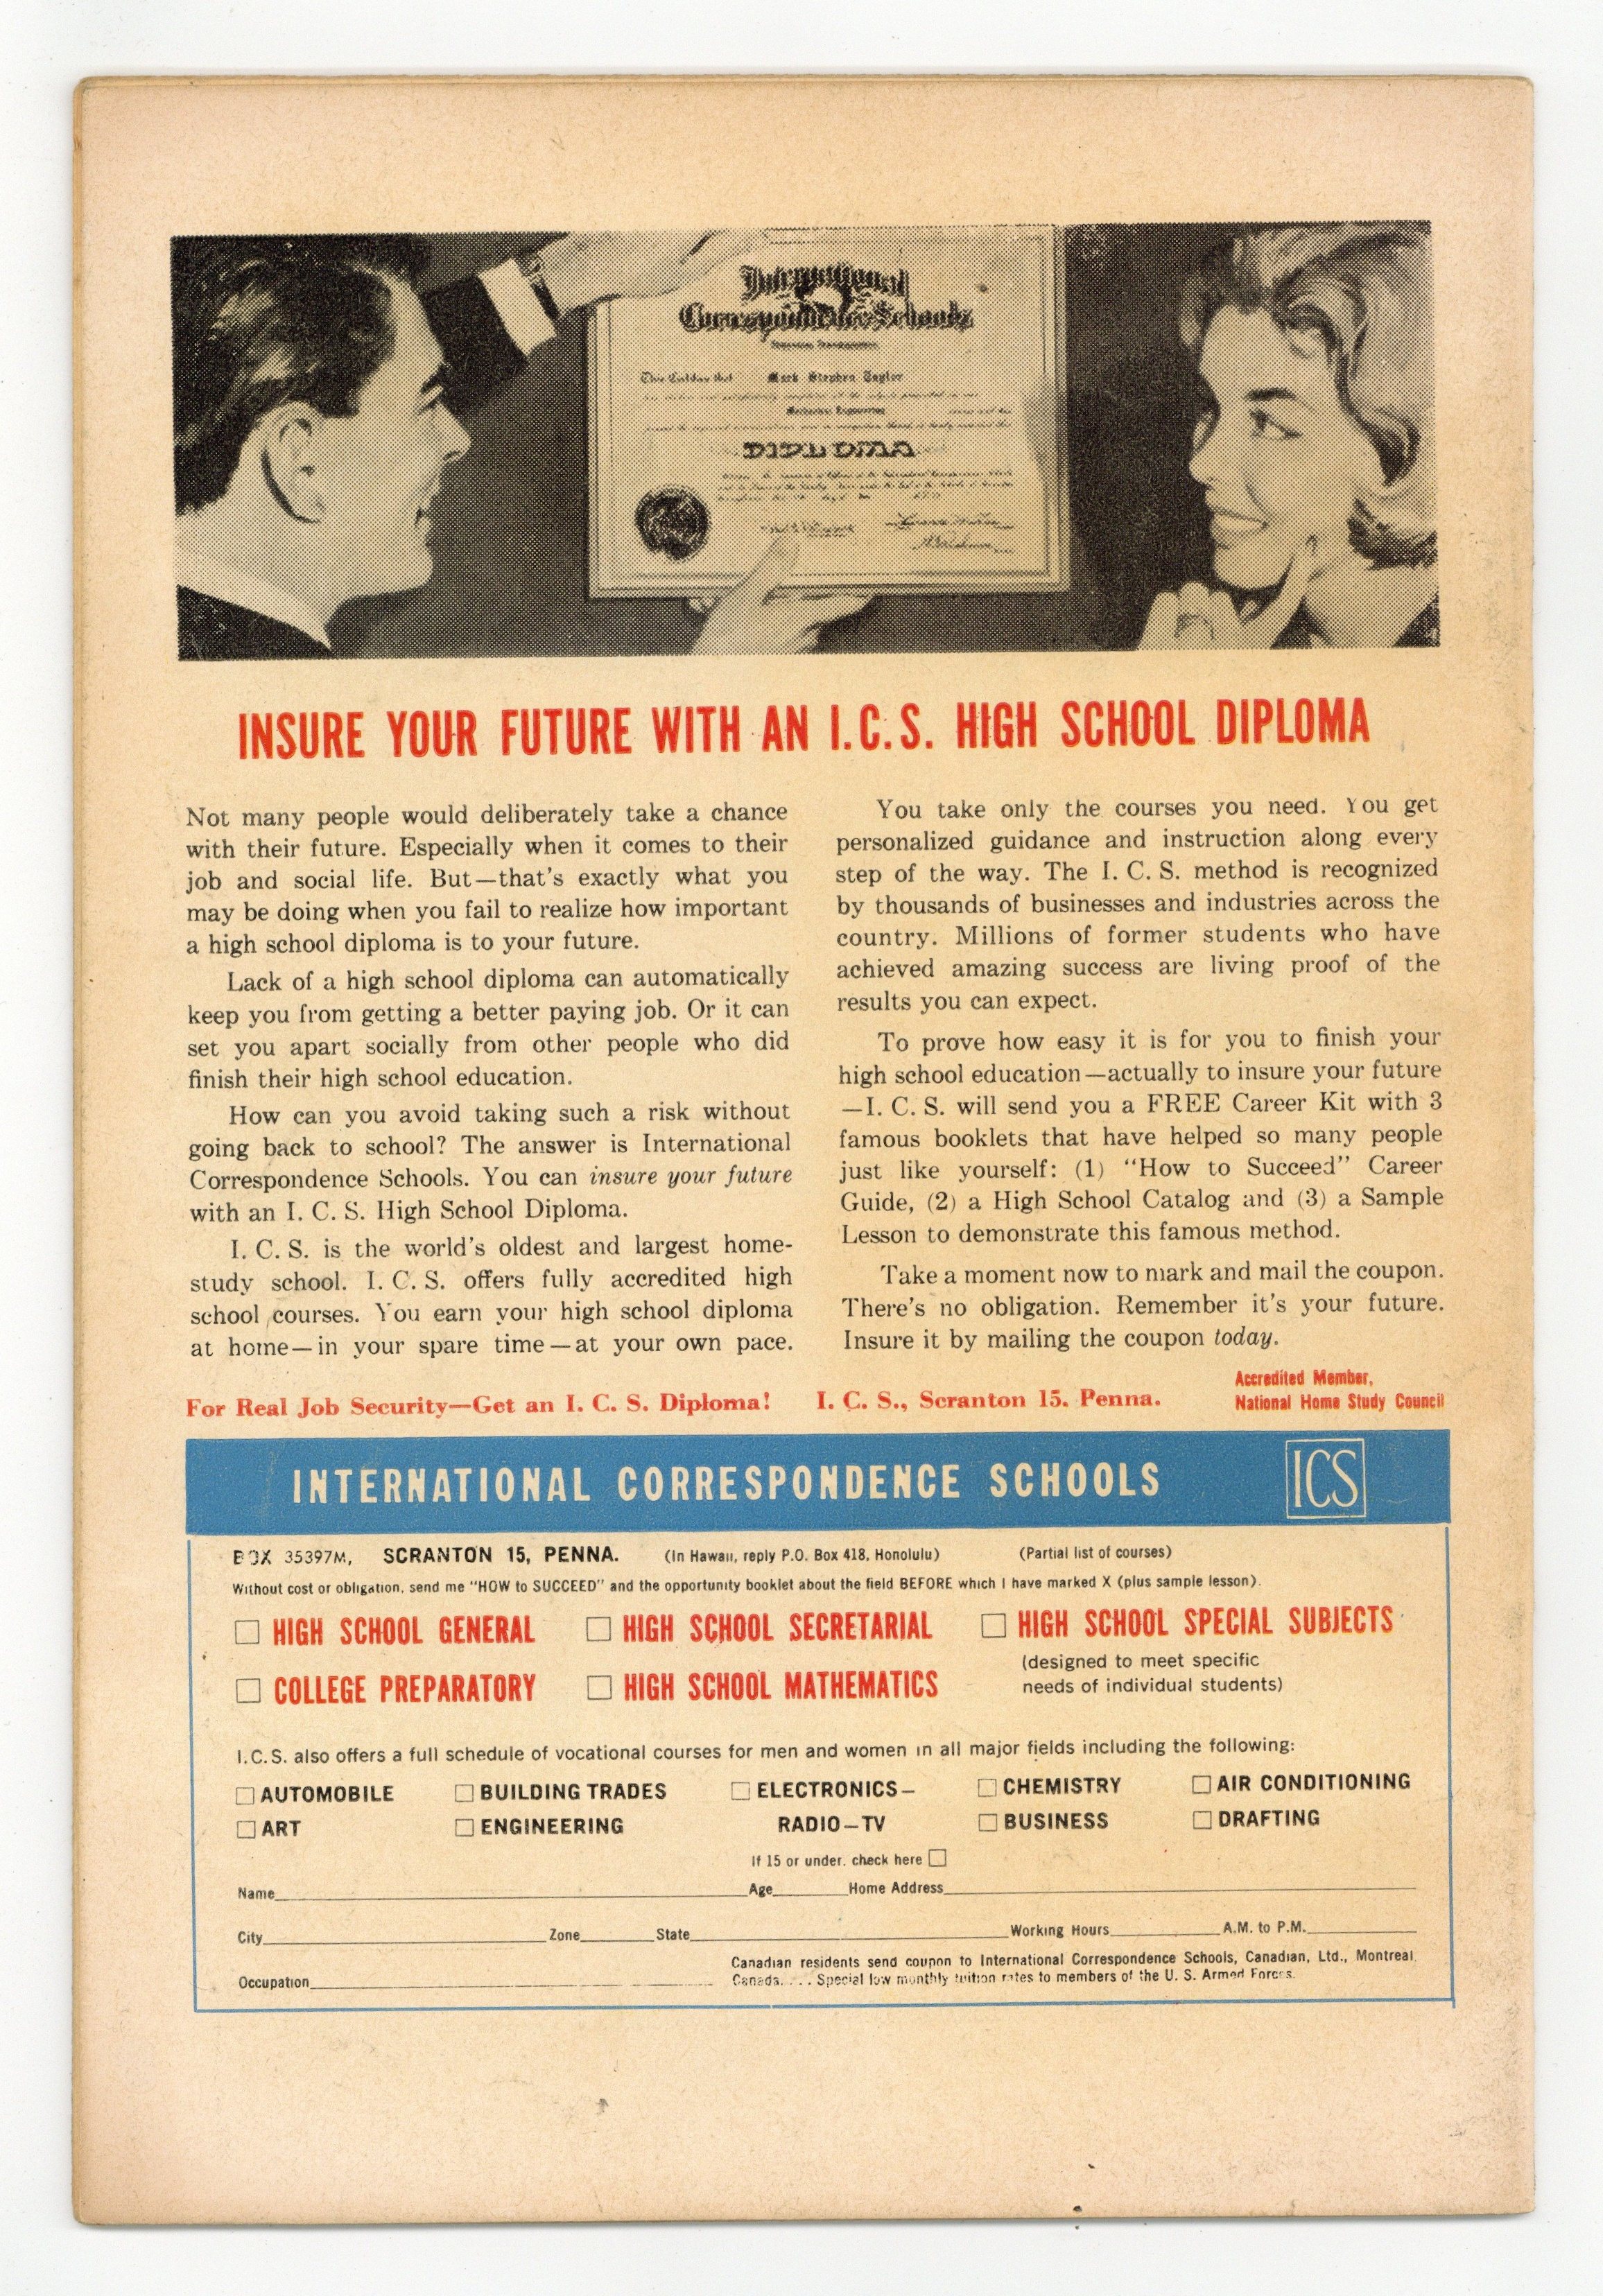 International
Correspondence Schools
Scranton, Pennsylvania
This Certifies that Mark Stephen Taylor
Mechanical Engineering
DIPLOMA
INSURE YOUR FUTURE WITH AN I.C.S. HIGH SCHOOL DIPLOMA
Not many people would deliberately take a chance
with their future. Especially when it comes to their
job and social life. But—that's exactly what you
may be doing when you fail to realize how important
a high school diploma is to your future.
Lack of a high school diploma can automatically
keep you from getting a better paying job. Or it can
set you apart socially from other people who did
finish their high school education.
How can you avoid taking such a risk without
going back to school? The answer is International
Correspondence Schools. You can insure your future
with an I. C. S. High School Diploma.
I. C. S. is the world's oldest and largest home-
study school. I. C. S. offers fully accredited high
school courses. You earn your high school diploma
at home—in your spare time—at your own pace.
You take only the courses you need. You get
personalized guidance and instruction along every
step of the way. The I. C. S. method is recognized
by thousands of businesses and industries across the
country. Millions of former students who have
achieved amazing success are living proof of the
results you can expect.
To prove how easy it is for you to finish your
high school education—actually to insure your future
—I. C. S. will send you a FREE Career Kit with 3
famous booklets that have helped so many people
just like yourself: (1) "How to Succeed" Career
Guide, (2) a High School Catalog and (3) a Sample
Lesson to demonstrate this famous method.
Take a moment now to mark and mail the coupon.
There's no obligation. Remember it's your future.
Insure it by mailing the coupon today.
For Real Job Security—Get an I. C. S. Diploma! I. C. S., Scranton 15, Penna.
Accredited Member,
National Home Study Council
INTERNATIONAL CORRESPONDENCE SCHOOLS ICS
BOX 35397M, SCRANTON 15, PENNA. (In Hawaii, reply P.O. Box 418, Honolulu) (Partial list of courses)
Without cost or obligation, send me "HOW to SUCCEED" and the opportunity booklet about the field BEFORE which I have marked X (plus sample lesson).
HIGH SCHOOL GENERAL HIGH SCHOOL SECRETARIAL HIGH SCHOOL SPECIAL SUBJECTS
(designed to meet specific
COLLEGE PREPARATORY HIGH SCHOOL MATHEMATICS needs of individual students)
I.C.S. also offers a full schedule of vocational courses for men and women in all major fields including the following:
AUTOMOBILE BUILDING TRADES ELECTRONICS— CHEMISTRY AIR CONDITIONING
ART ENGINEERING RADIO—TV BUSINESS DRAFTING
If 15 or under, check here
Name Age Home Address
City Zone State Working Hours A.M. to P.M.
Occupation
Canadian residents send coupon to International Correspondence Schools, Canadian, Ltd., Montreal,
Canada. . . . Special low monthly tuition rates to members of the U. S. Armed Forces.